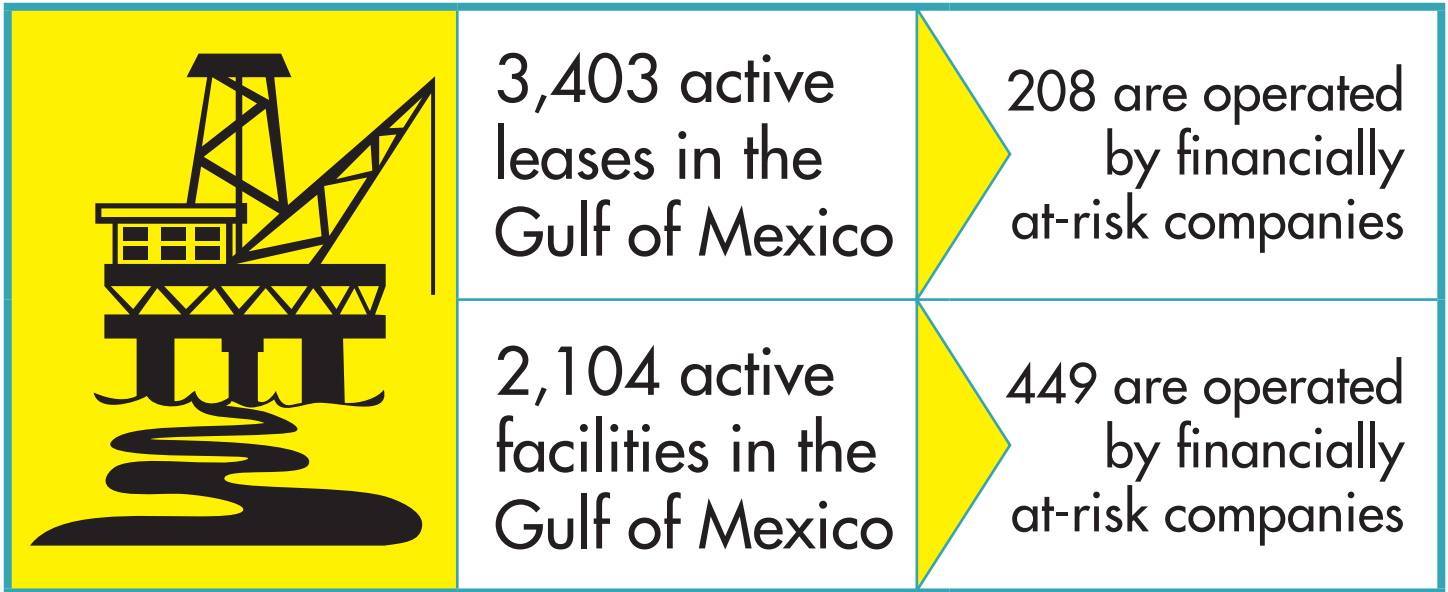 3,403 active
leases in the
Gulf of Mexico
208 are operated
by financially
at-risk companies
2,104 active
facilities in the
Gulf of Mexico
449 are operated
by financially
at-risk companies